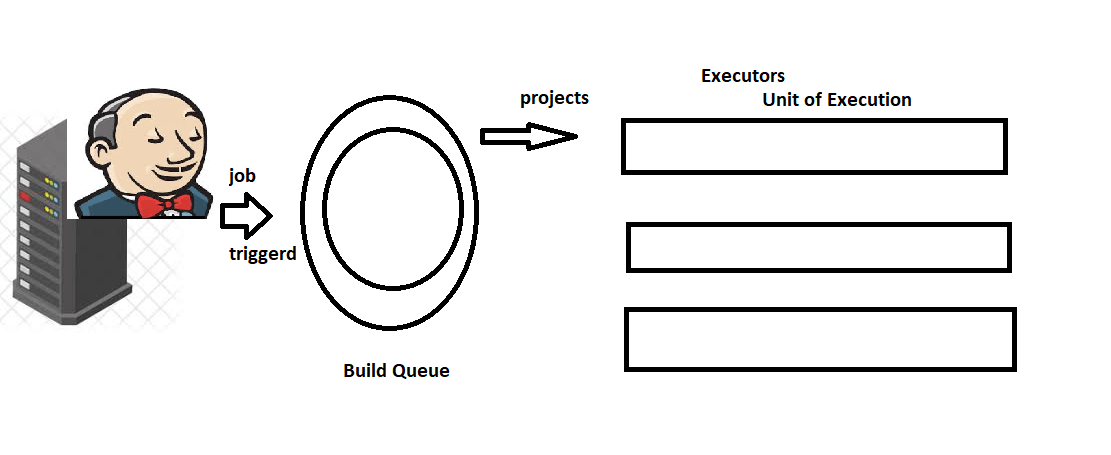 job
triggerd
Build Queue
projects
Executors
Unit of Execution